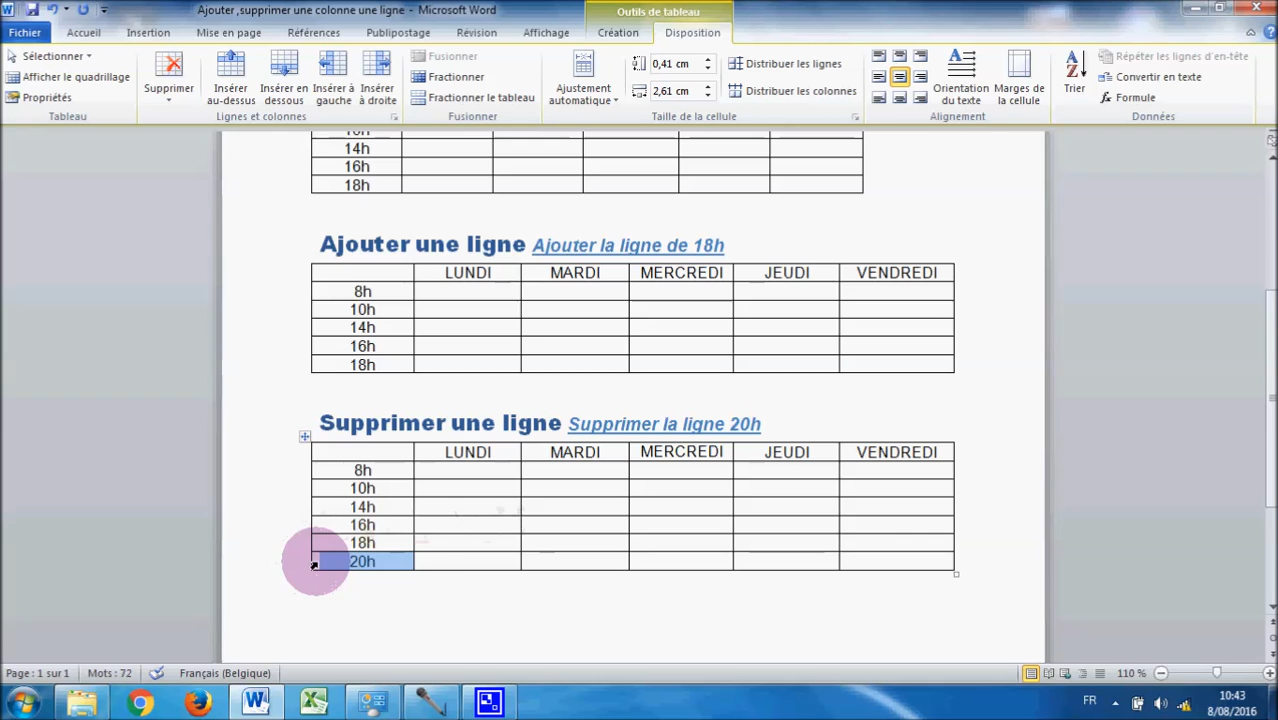 Ajouter ,supprimer une colonne une ligne - Microsoft Word
Outils de tableau
Fichier Accueil Insertion Mise en page Références Publipostage Révision Affichage Création Disposition
Sélectionner
Afficher le quadrillage
Propriétés
Tableau
Supprimer
Insérer au-dessus
Insérer en dessous
Insérer à gauche
Insérer à droite
Lignes et colonnes
Fusionner
Fractionner
Fractionner le tableau
Fusionner
Ajustement automatique
0,41 cm
2,61 cm
Distribuer les lignes
Distribuer les colonnes
Taille de la cellule
Orientation du texte
Marges de la cellule
Alignement
Trier
Répéter les lignes d'en-tête
Convertir en texte
Formule
Données
14h
16h
18h
Ajouter une ligne Ajouter la ligne de 18h
LUNDI MARDI MERCREDI JEUDI VENDREDI
8h
10h
14h
16h
18h
Supprimer une ligne Supprimer la ligne 20h
LUNDI MARDI MERCREDI JEUDI VENDREDI
8h
10h
14h
16h
18h
20h
Page : 1 sur 1 Mots : 72 Français (Belgique) 110 %
FR 10:43
8/08/2016